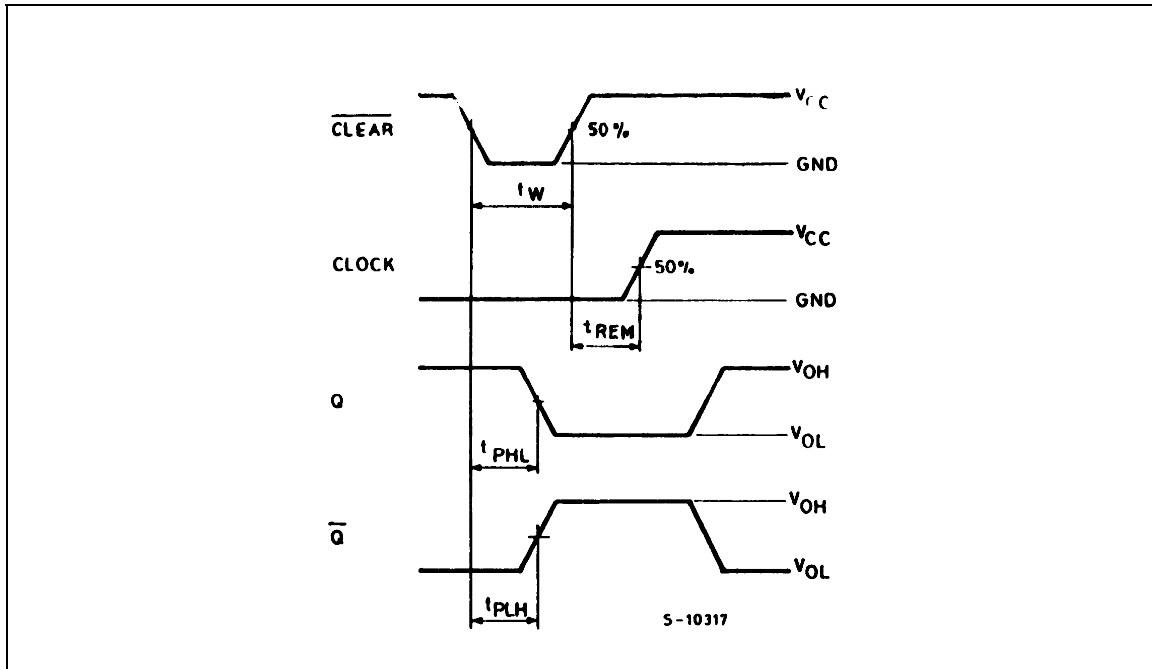 VCC
CLEAR
50%
GND
tW
VCC
CLOCK
50%
GND
tREM
VOH
Q
VOL
tPHL
VOH
Q
VOL
tPLH
S-10317